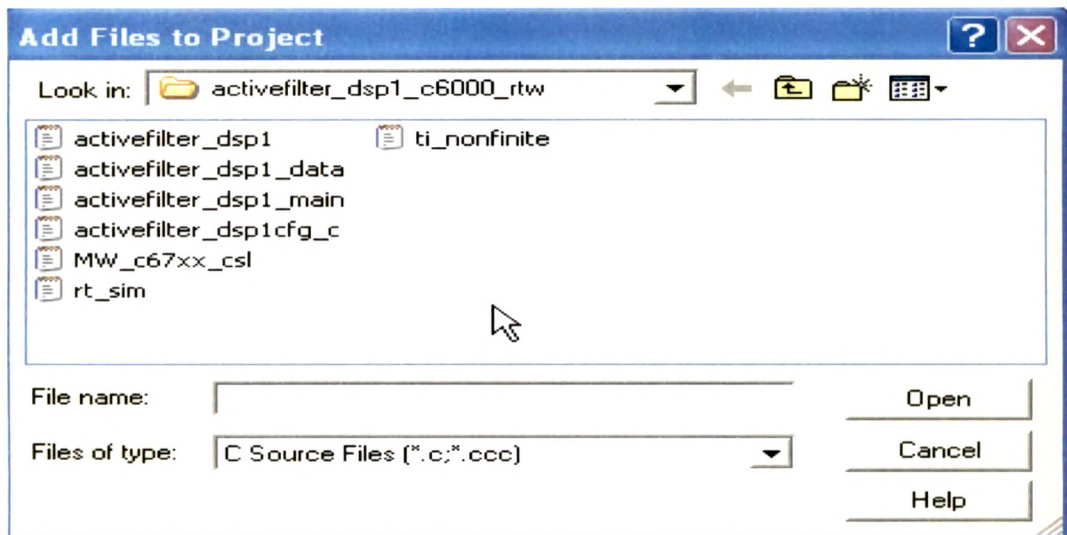 Add Files to Project
Look in: activefilter_dsp1_c6000_rtw
activefilter_dsp1 ti_nonfinite
activefilter_dsp1_data
activefilter_dsp1_main
activefilter_dsp1cfg_c
MW_c67xx_csl
rt_sim
File name: Open
Files of type: C Source Files (*.c;*.ccc) Cancel
Help